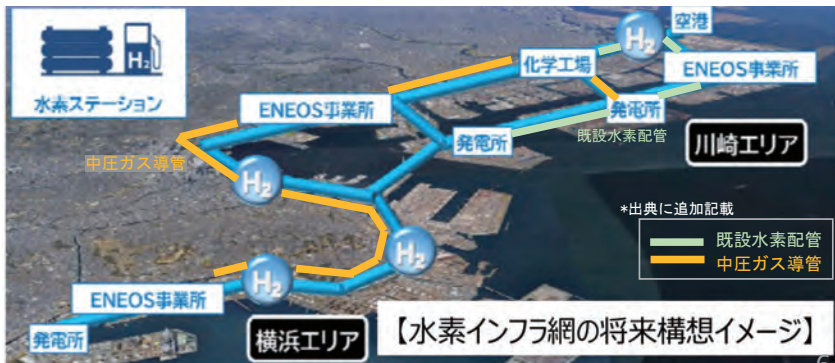 H₂
水素ステーション
空港
H₂
化学工場
ENEOS事業所
ENEOS事業所
発電所
発電所
既設水素配管
川崎エリア
中圧ガス導管
H₂
*出典に追加記載
既設水素配管
中圧ガス導管
H₂
H₂
ENEOS事業所
発電所
横浜エリア
【水素インフラ網の将来構想イメージ】